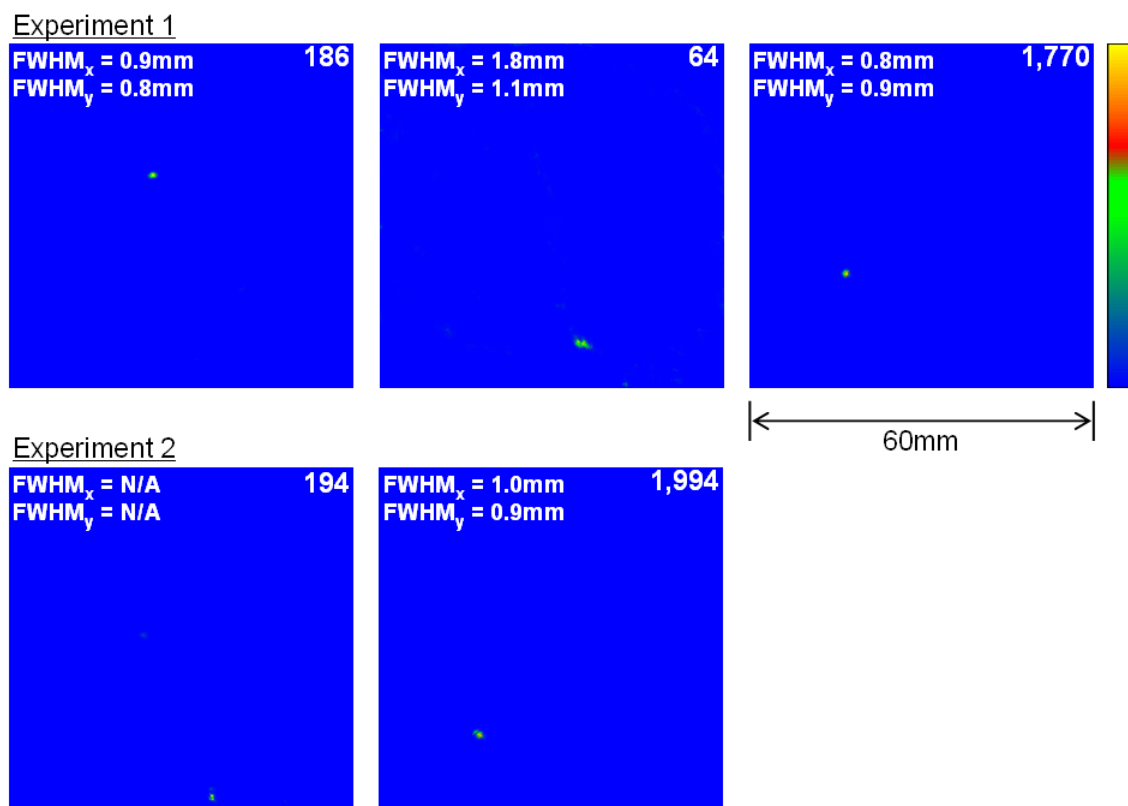 Experiment 1
FWHMx = 0.9mm 186
FWHMy = 0.8mm
FWHMx = 1.8mm 64
FWHMy = 1.1mm
FWHMx = 0.8mm 1,770
FWHMy = 0.9mm
60mm
Experiment 2
FWHMx = N/A 194
FWHMy = N/A
FWHMx = 1.0mm 1,994
FWHMy = 0.9mm